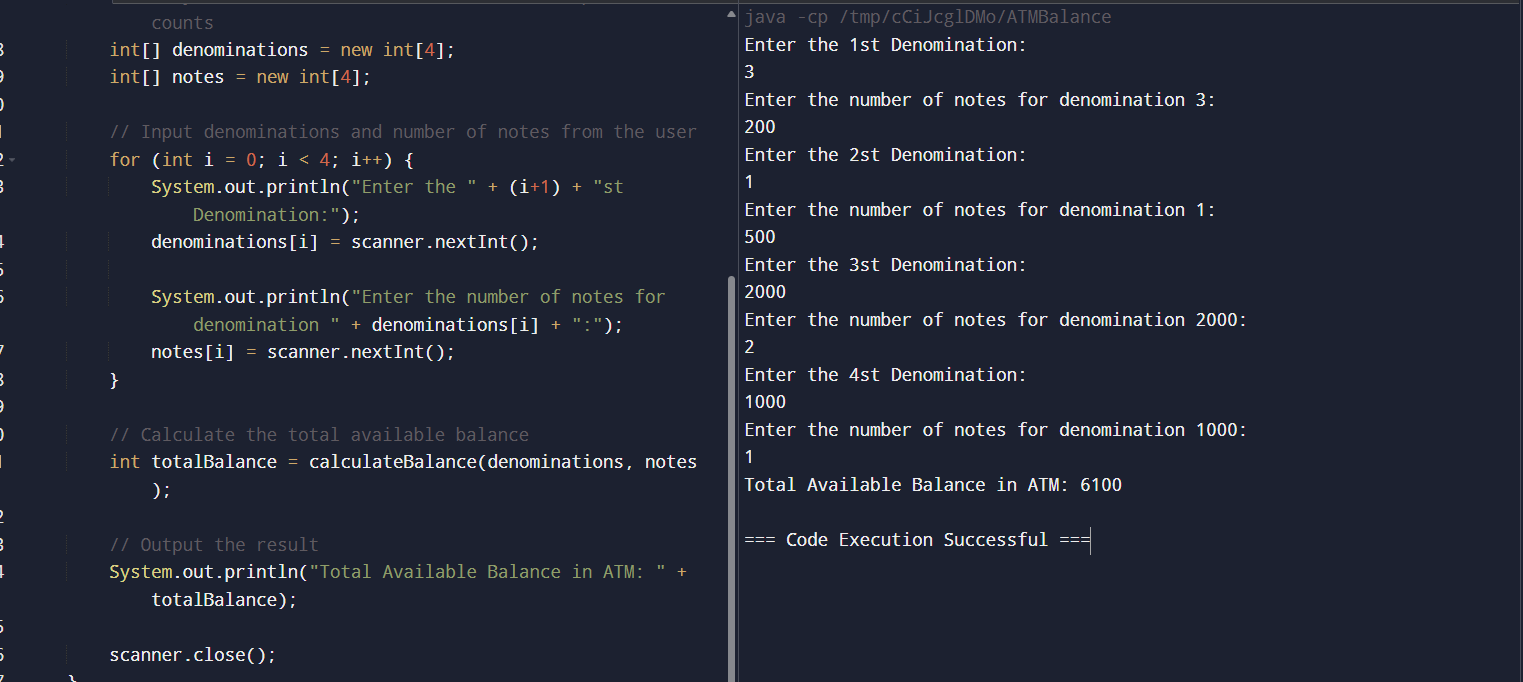 counts
int[] denominations = new int[4];
int[] notes = new int[4];
// Input denominations and number of notes from the user
for (int i = 0; i < 4; i++) {
System.out.println("Enter the " + (i+1) + "st
Denomination:");
denominations[i] = scanner.nextInt();
System.out.println("Enter the number of notes for
denomination " + denominations[i] + ":");
notes[i] = scanner.nextInt();
}
// Calculate the total available balance
int totalBalance = calculateBalance(denominations, notes
);
// Output the result
System.out.println("Total Available Balance in ATM: " +
totalBalance);
scanner.close();
java -cp /tmp/cCiJcglDMo/ATMBalance
Enter the 1st Denomination:
3
Enter the number of notes for denomination 3:
200
Enter the 2st Denomination:
1
Enter the number of notes for denomination 1:
500
Enter the 3st Denomination:
2000
Enter the number of notes for denomination 2000:
2
Enter the 4st Denomination:
1000
Enter the number of notes for denomination 1000:
1
Total Available Balance in ATM: 6100
=== Code Execution Successful ===